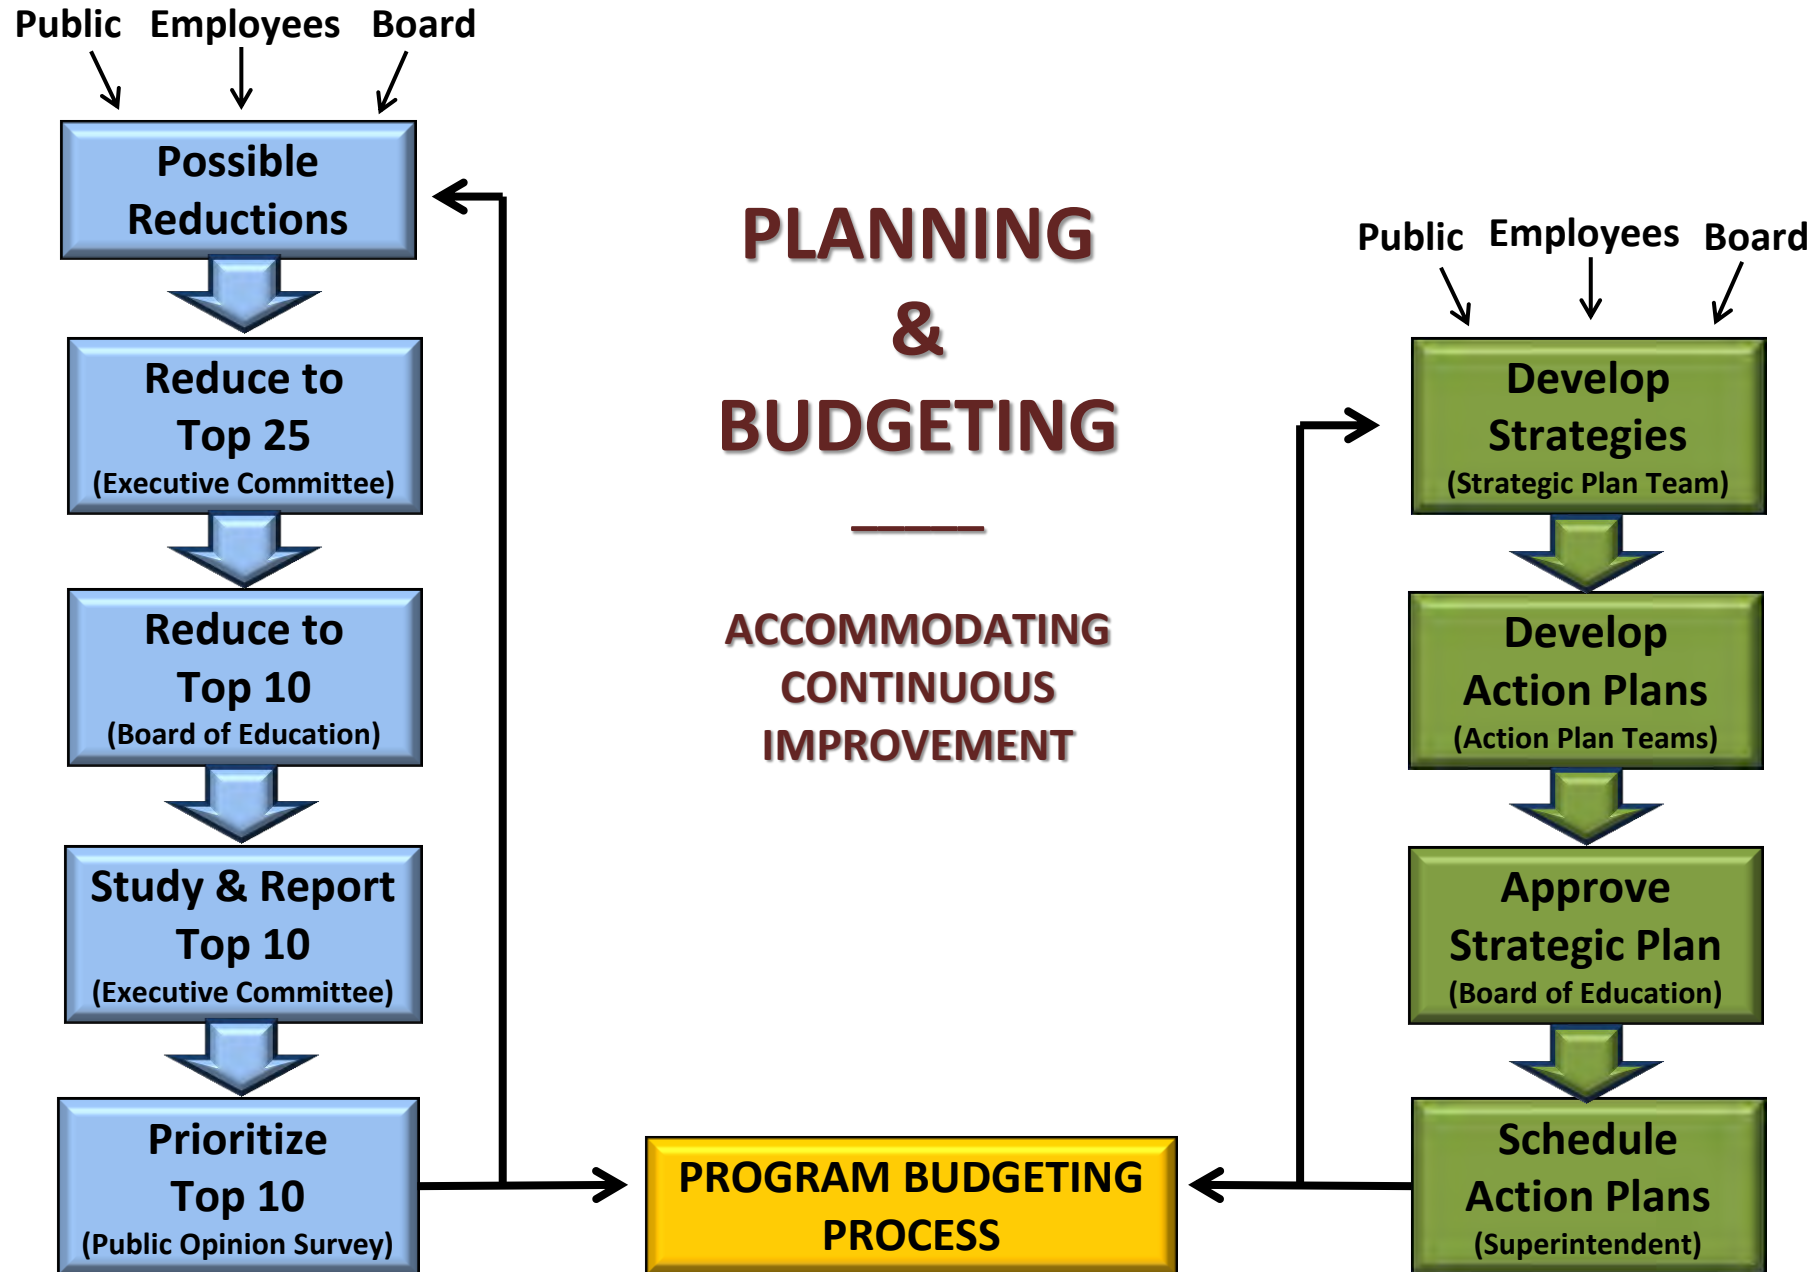 Public Employees Board
Possible
Reductions
Reduce to
Top 25
(Executive Committee)
Reduce to
Top 10
(Board of Education)
Study & Report
Top 10
(Executive Committee)
Prioritize
Top 10
(Public Opinion Survey)
PLANNING
&
BUDGETING
ACCOMMODATING
CONTINUOUS
IMPROVEMENT
PROGRAM BUDGETING
PROCESS
Public Employees Board
Develop
Strategies
(Strategic Plan Team)
Develop
Action Plans
(Action Plan Teams)
Approve
Strategic Plan
(Board of Education)
Schedule
Action Plans
(Superintendent)